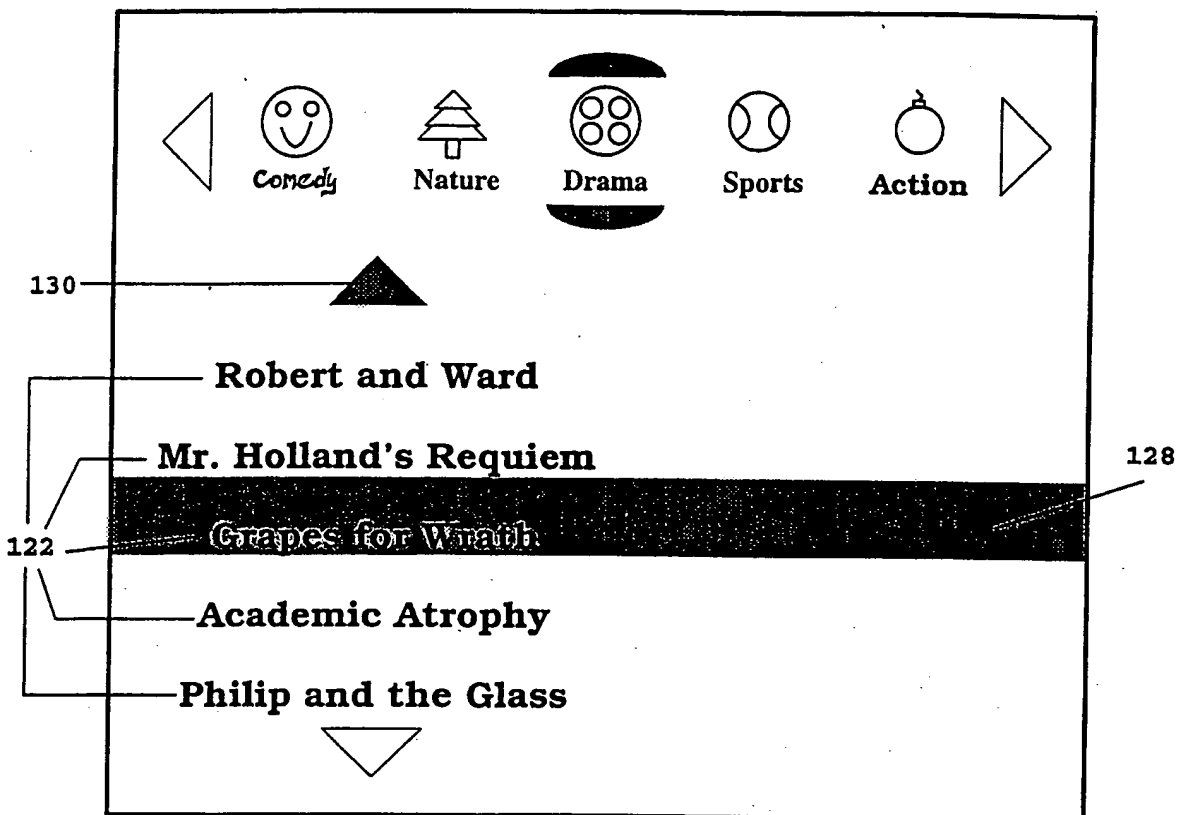 Comedy Nature Drama Sports Action
130
Robert and Ward
Mr. Holland's Requiem
128
Grapes for Wrath
122
Academic Atrophy
Philip and the Glass